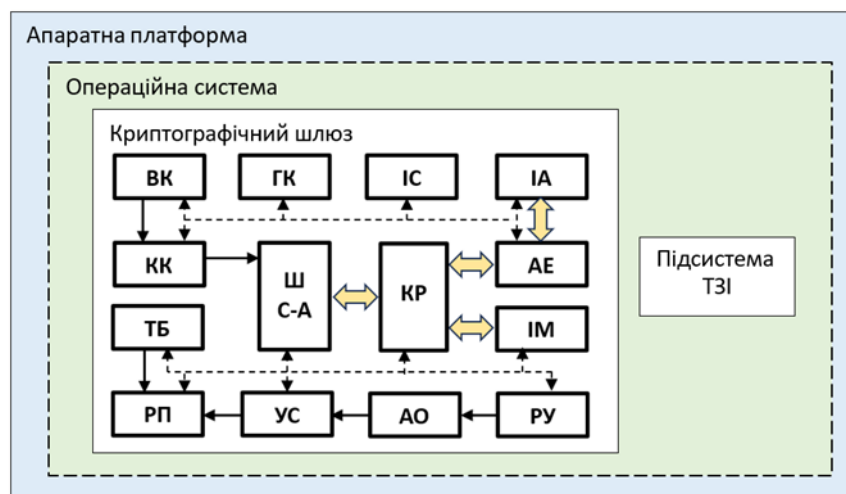 Апаратна платформа
Операційна система
Криптографічний шлюз
ВК
ГК
ІС
ІА
КК
Ш
С-А
КР
АЕ
Підсистема
ТЗІ
ТБ
ІМ
РП
УС
АО
РУ